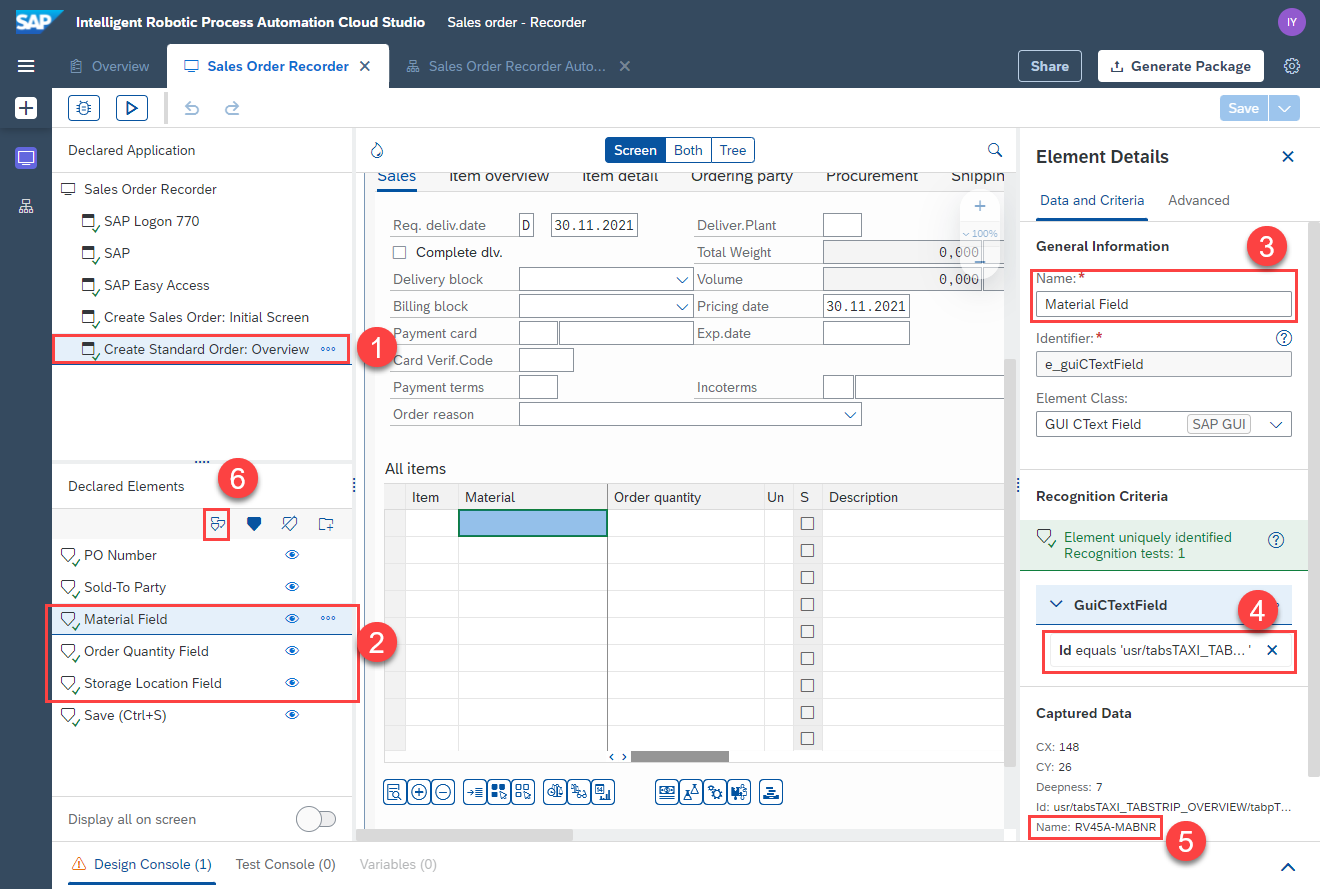 SAP Intelligent Robotic Process Automation Cloud Studio Sales order - Recorder IY
Overview Sales Order Recorder Sales Order Recorder Auto... Share Generate Package
Save
Declared Application
Sales Order Recorder
SAP Logon 770
SAP
SAP Easy Access
Create Sales Order: Initial Screen
Create Standard Order: Overview
1
6
Declared Elements
PO Number
Sold-To Party
Material Field
Order Quantity Field
Storage Location Field
2
Save (Ctrl+S)
Display all on screen
Screen Both Tree
Sales Item overview Item detail Ordering party Procurement Shippin
100%
Req. deliv.date D 30.11.2021 Deliver.Plant
Complete dlv. Total Weight 0,000
Delivery block Volume 0,000
Billing block Pricing date 30.11.2021
Payment card Exp.date
Card Verif.Code
Payment terms Incoterms
Order reason
All items
Item Material Order quantity Un S Description
Element Details
Data and Criteria Advanced
General Information
3
Name: *
Material Field
Identifier: *
e_guiCTextField
Element Class:
GUI CText Field SAP GUI
Recognition Criteria
Element uniquely identified
Recognition tests: 1
GuiCTextField
4
Id equals 'usr/tabsTAXI_TAB... '
Captured Data
CX: 148
CY: 26
Deepness: 7
Id: usr/tabsTAXI_TABSTRIP_OVERVIEW/tabpT...
Name: RV45A-MABNR
5
Design Console (1) Test Console (0) Variables (0)